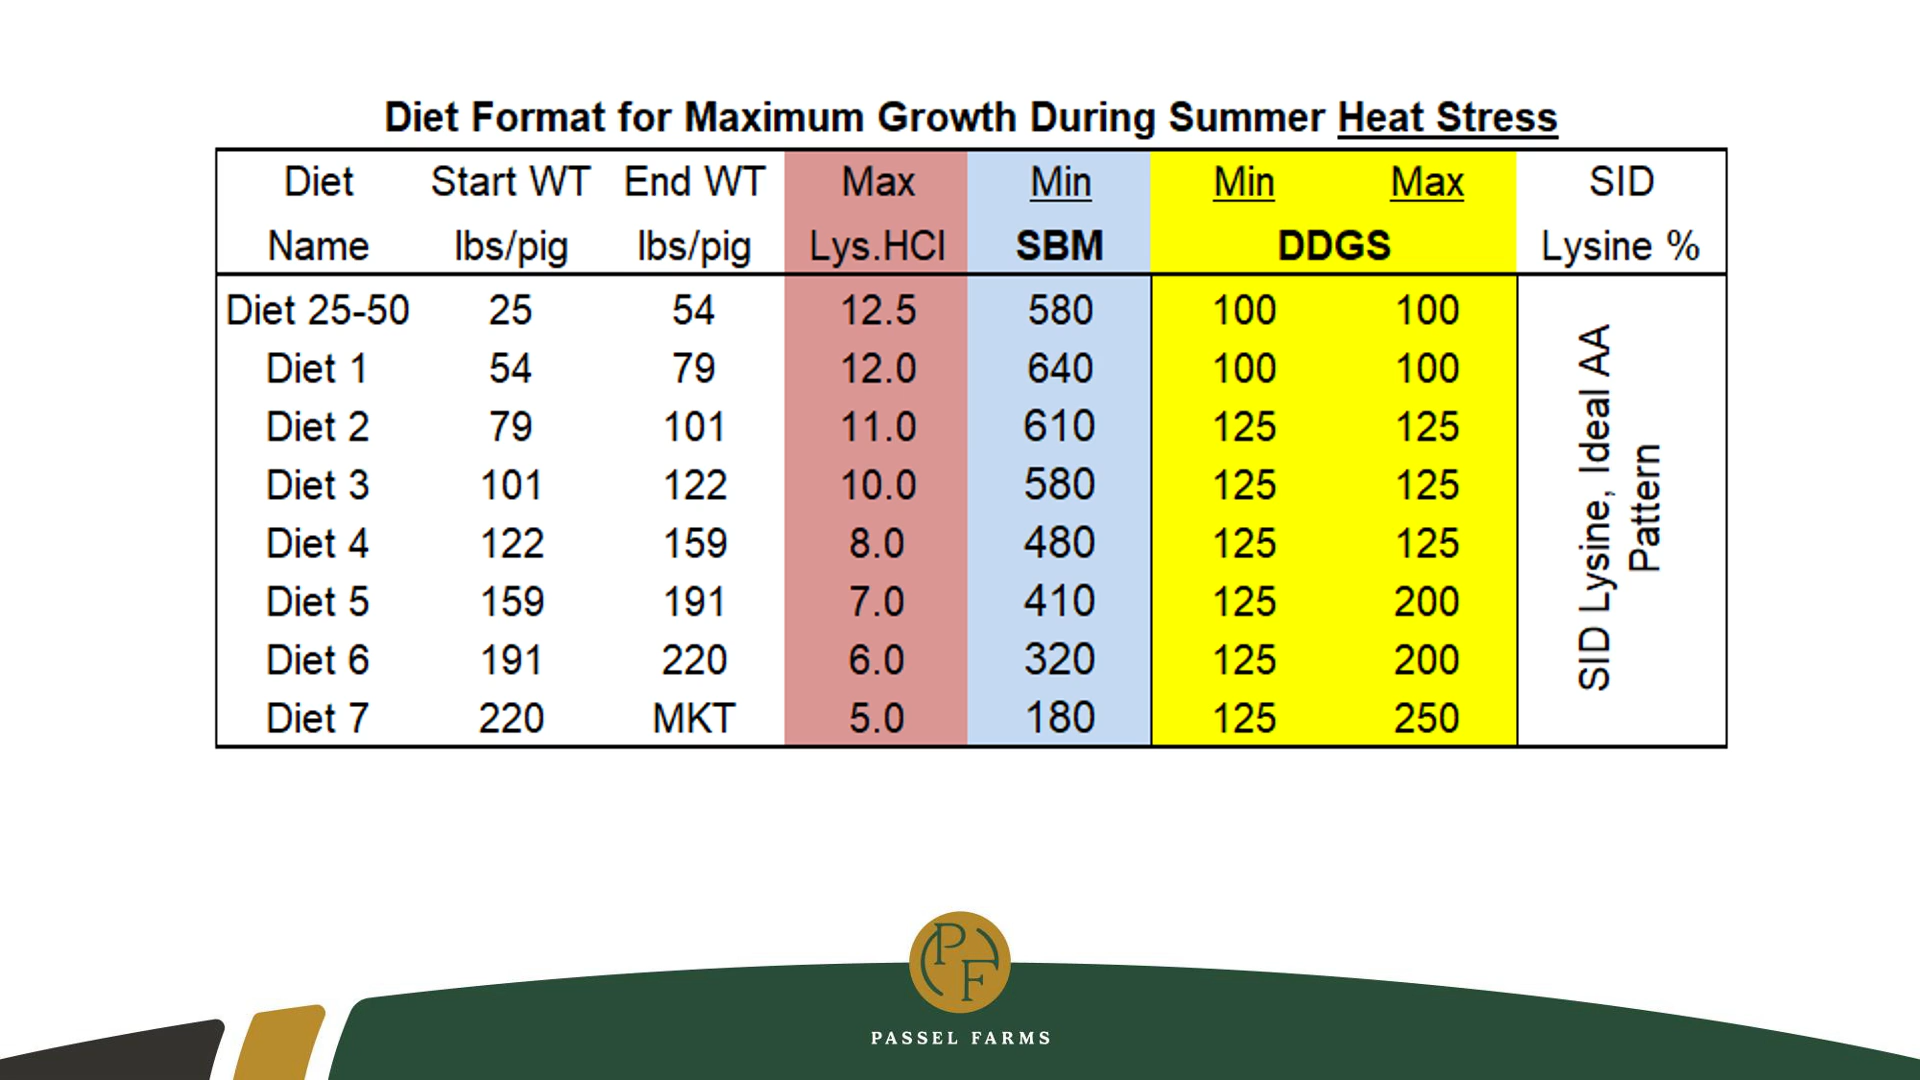 Diet Format for Maximum Growth During Summer Heat Stress
Diet Start WT End WT Max Min Min Max SID
Name lbs/pig lbs/pig Lys.HCl SBM DDGS Lysine %
Diet 25-50 25 54 12.5 580 100 100
Diet 1 54 79 12.0 640 100 100
Diet 2 79 101 11.0 610 125 125
Diet 3 101 122 10.0 580 125 125
Diet 4 122 159 8.0 480 125 125
Diet 5 159 191 7.0 410 125 200
Diet 6 191 220 6.0 320 125 200
Diet 7 220 MKT 5.0 180 125 250
SID Lysine, Ideal AA
Pattern
PF
PASSEL FARMS